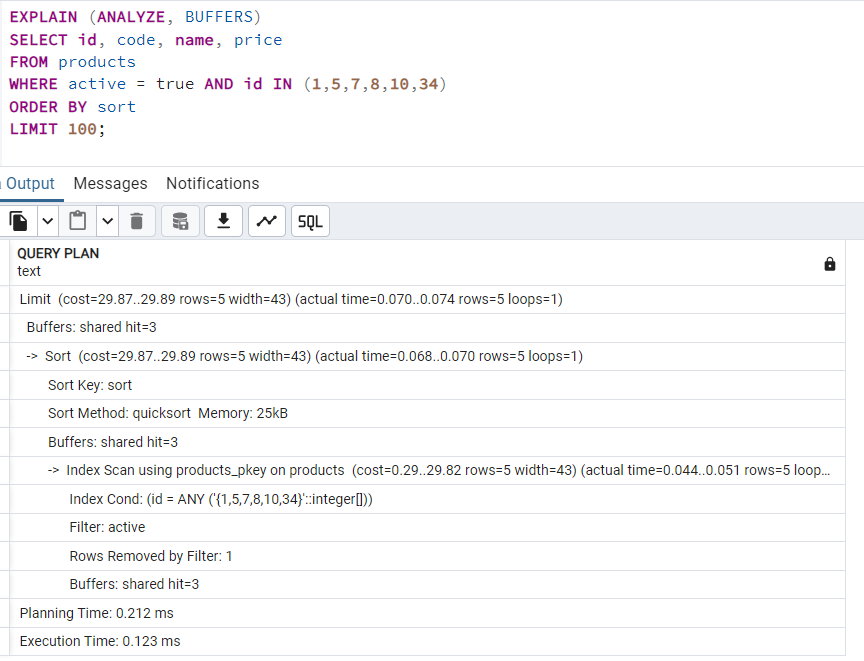 EXPLAIN (ANALYZE, BUFFERS)
SELECT id, code, name, price
FROM products
WHERE active = true AND id IN (1,5,7,8,10,34)
ORDER BY sort
LIMIT 100;
Output Messages Notifications
SQL
QUERY PLAN
text
Limit (cost=29.87..29.89 rows=5 width=43) (actual time=0.070..0.074 rows=5 loops=1)
Buffers: shared hit=3
-> Sort (cost=29.87..29.89 rows=5 width=43) (actual time=0.068..0.070 rows=5 loops=1)
Sort Key: sort
Sort Method: quicksort Memory: 25kB
Buffers: shared hit=3
-> Index Scan using products_pkey on products (cost=0.29..29.82 rows=5 width=43) (actual time=0.044..0.051 rows=5 loop...
Index Cond: (id = ANY ('{1,5,7,8,10,34}'::integer[]))
Filter: active
Rows Removed by Filter: 1
Buffers: shared hit=3
Planning Time: 0.212 ms
Execution Time: 0.123 ms